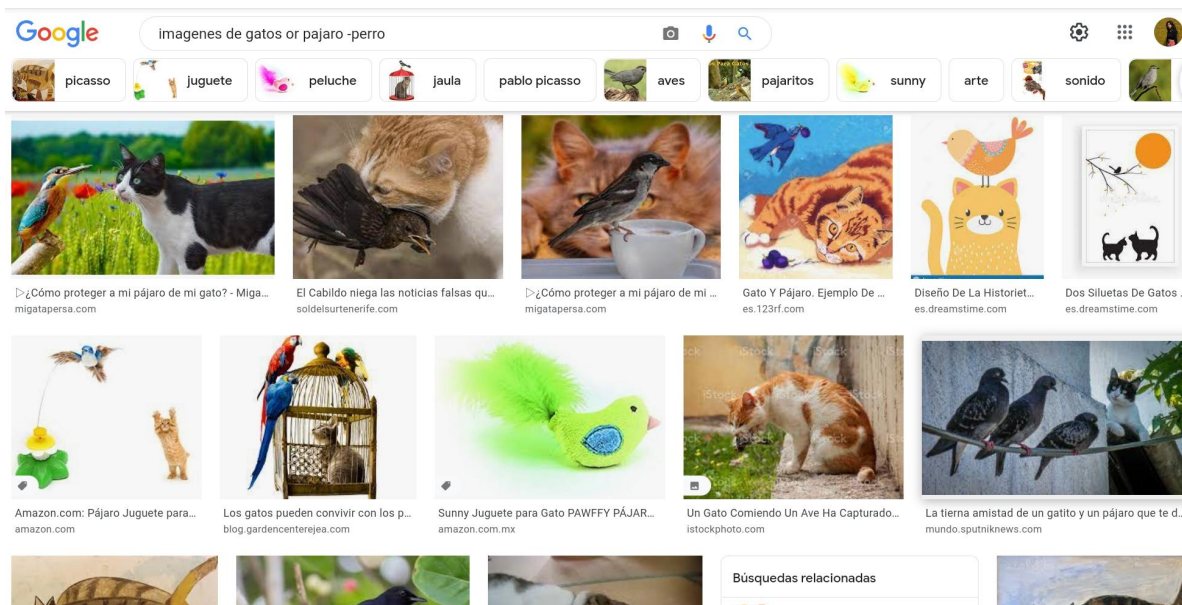 Google
imagenes de gatos or pajaro -perro
picasso
juguete
peluche
jaula
pablo picasso
aves
Para Gatos
pajaritos
sunny
arte
sonido
▷¿Cómo proteger a mi pájaro de mi gato? - Miga...
migatapersa.com
El Cabildo niega las noticias falsas qu...
soldelsurtenerife.com
▷¿Cómo proteger a mi pájaro de mi ...
migatapersa.com
Gato Y Pájaro. Ejemplo De ...
es.123rf.com
Diseño De La Historiet...
es.dreamstime.com
Dos Siluetas De Gatos .
es.dreamstime.com
iStock
Amazon.com: Pájaro Juguete para...
amazon.com
Los gatos pueden convivir con los p...
blog.gardencenterejea.com
Sunny Juguete para Gato PAWFFY PÁJAR...
amazon.com.mx
Un Gato Comiendo Un Ave Ha Capturado...
istockphoto.com
La tierna amistad de un gatito y un pájaro que te d..
mundo.sputniknews.com
Búsquedas relacionadas